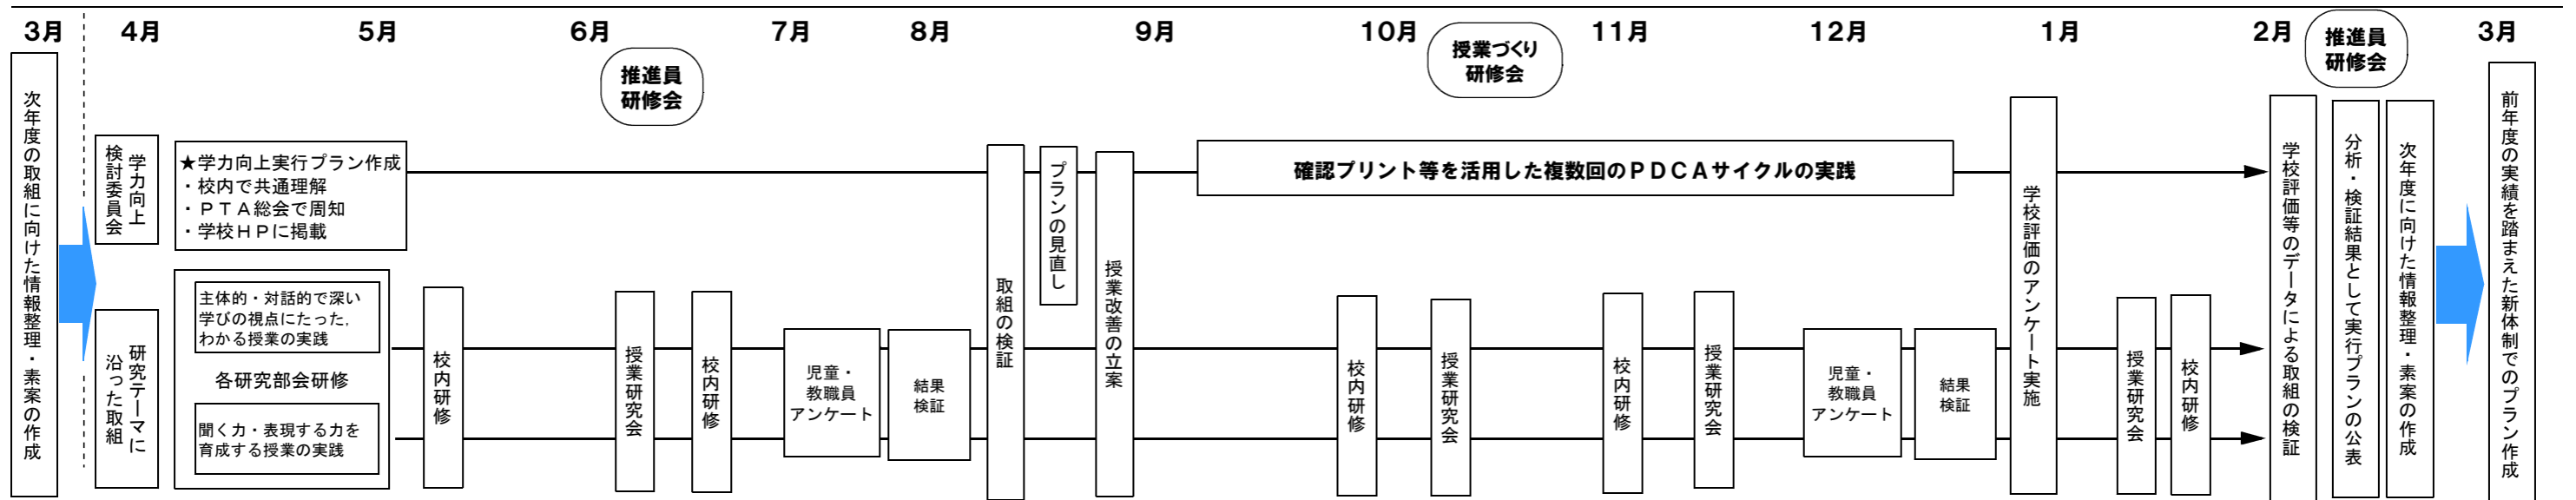 3月
4月
5月
6月
7月
8月
9月
10月
11月
12月
1月
2月
3月
推進員
研修会
授業づくり
研修会
推進員
研修会
次年度の取組に向けた情報整理・素案の作成
学力向上
検討委員会
★学力向上実行プラン作成
・校内で共通理解
・PTA総会で周知
・学校HPに掲載
研究テーマに
沿った取組
主体的・対話的で深い
学びの視点にたった,
わかる授業の実践
各研究部会研修
聞く力・表現する力を
育成する授業の実践
校内研修
授業研究会
校内研修
児童・
教職員
アンケート
結果
検証
取組の検証
プランの見直し
授業改善の立案
確認プリント等を活用した複数回のPDCAサイクルの実践
校内研修
授業研究会
校内研修
授業研究会
児童・
教職員
アンケート
結果
検証
学校評価のアンケート実施
授業研究会
校内研修
学校評価等のデータによる取組の検証
分析・検証結果として実行プランの公表
次年度に向けた情報整理・素案の作成
前年度の実績を踏まえた新体制でのプラン作成